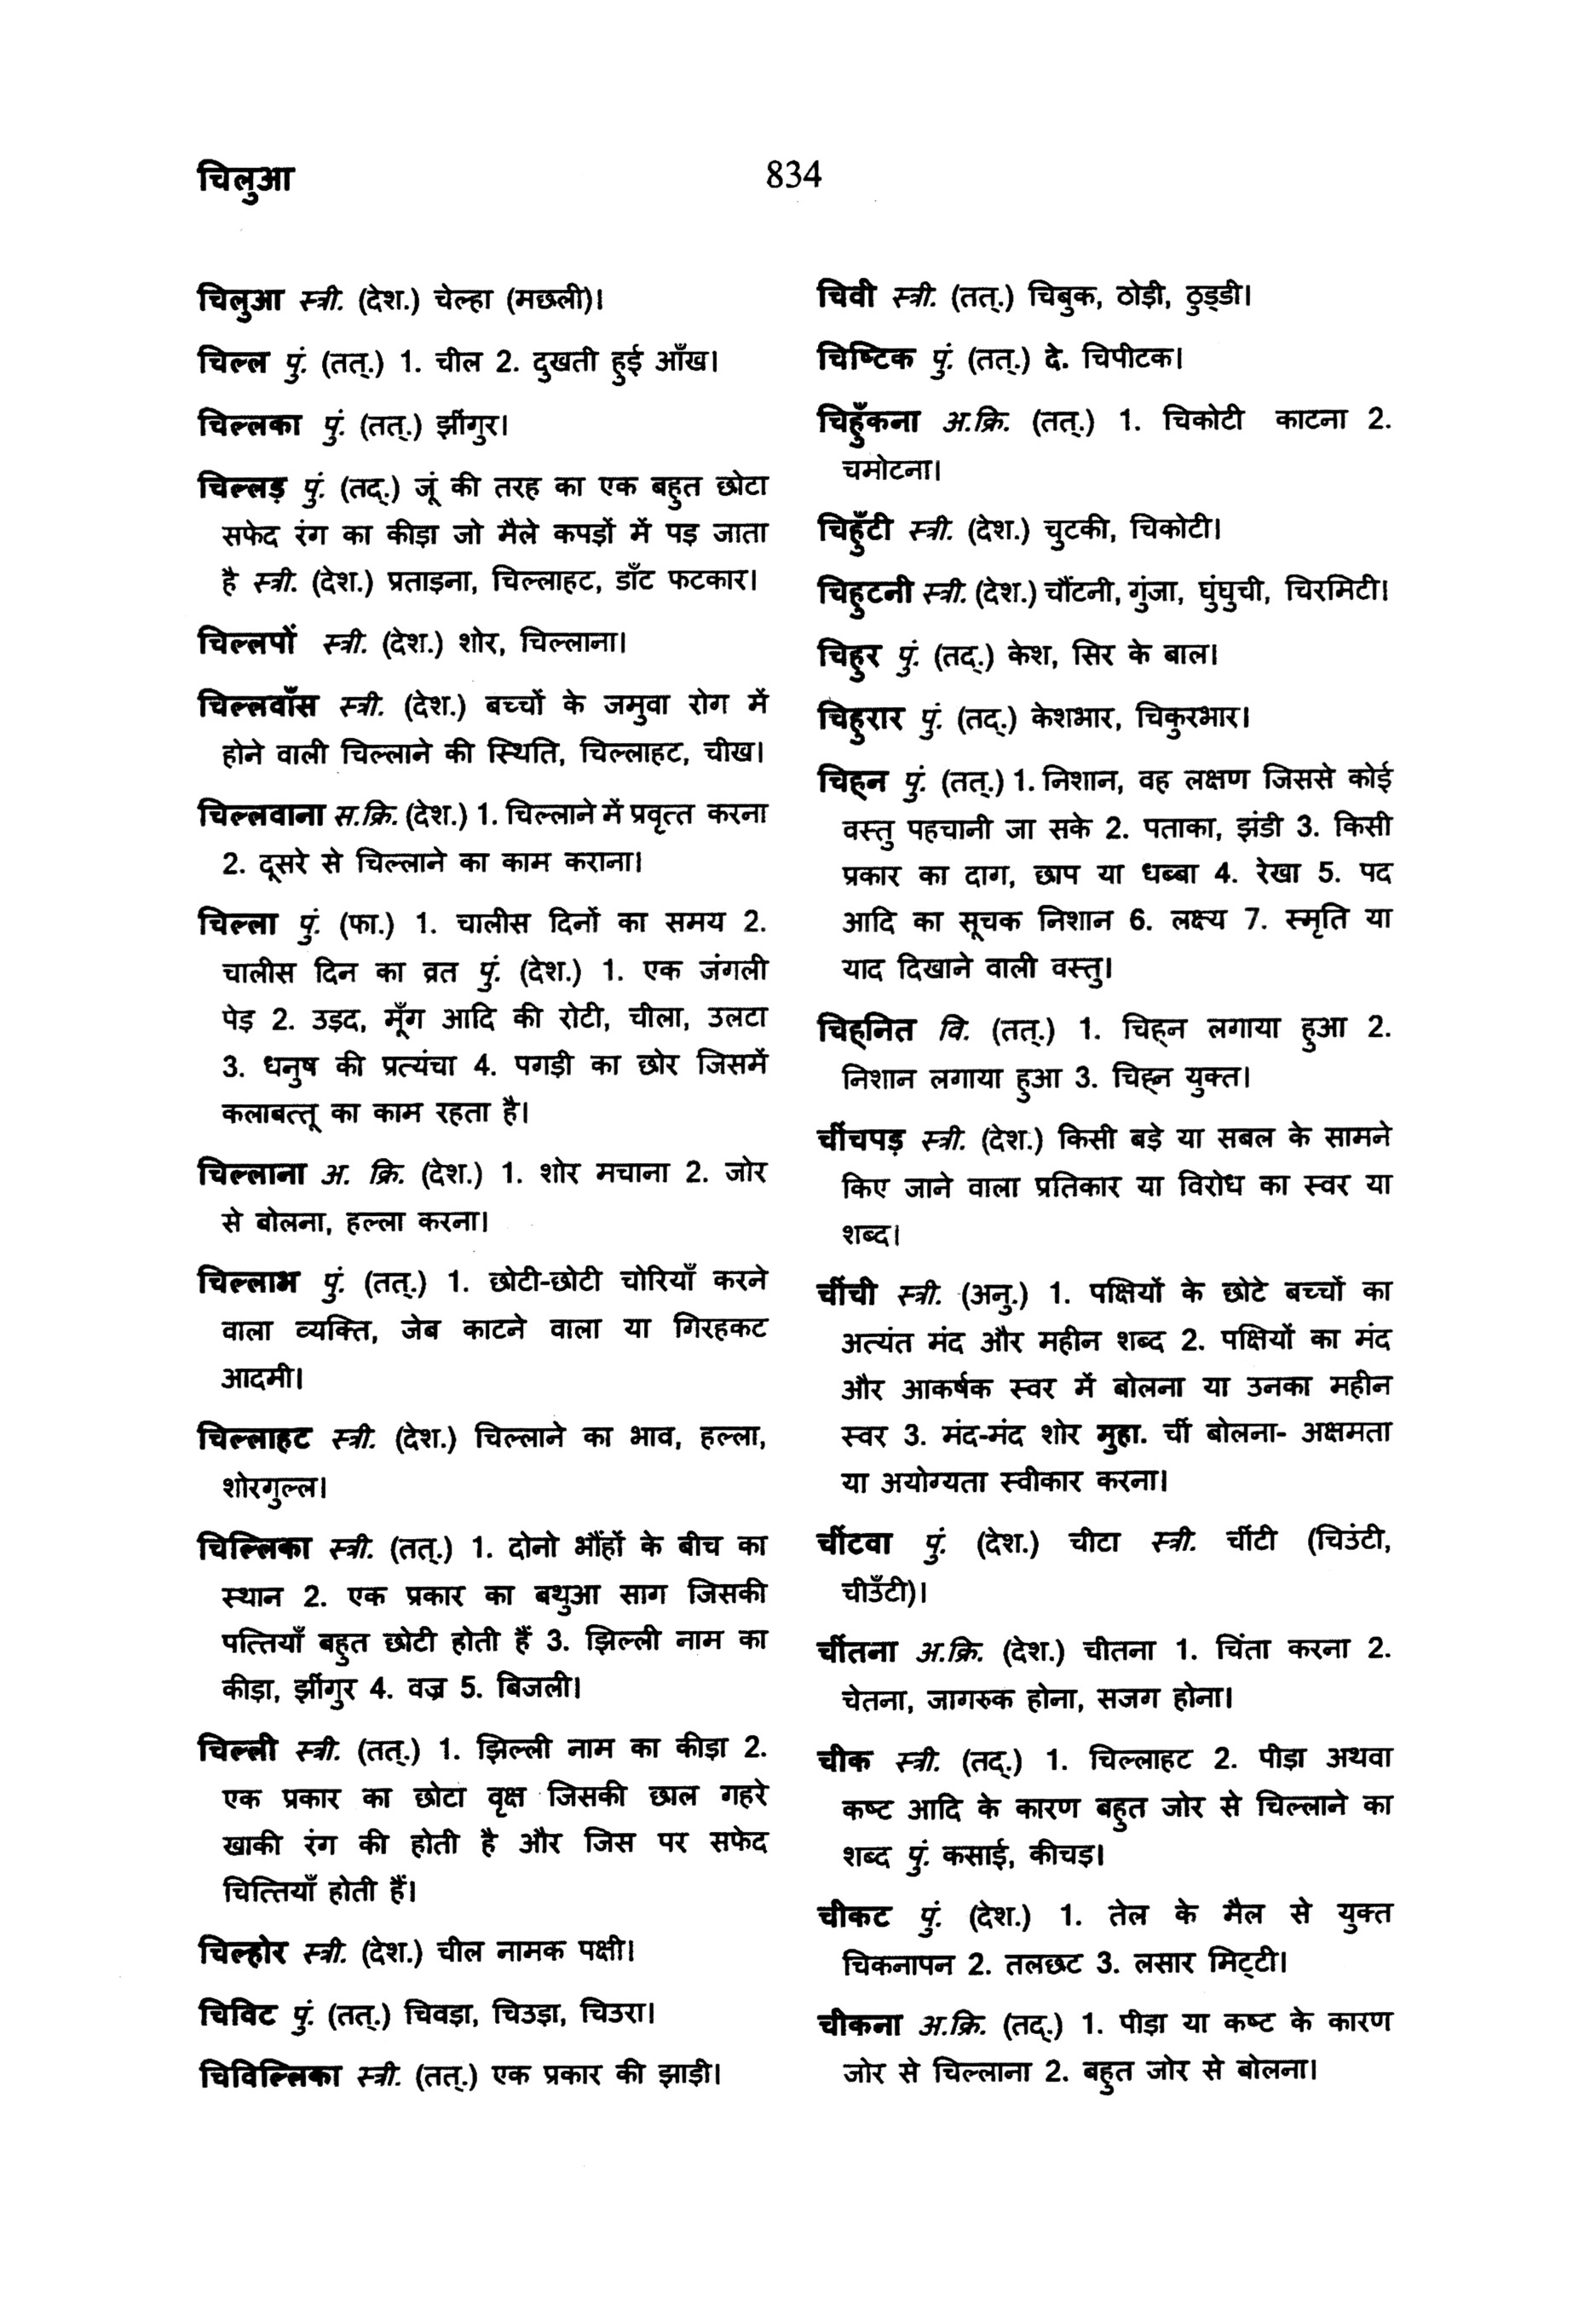 चिलुआ
834
चिलुआ स्त्री. (देश.) चेल्हा (मछली)।
चिल्ल पुं. (तत्.) 1. चील 2. दुखती हुई आँख।
चिल्लका पुं. (तत्.) झींगुर।
चिल्लड़ पुं. (तद्.) जूं की तरह का एक बहुत छोटा
सफेद रंग का कीड़ा जो मैले कपड़ों में पड़ जाता
है स्त्री. (देश.) प्रताड़ना, चिल्लाहट, डाँट फटकार।
चिल्लपों स्त्री. (देश.) शोर, चिल्लाना।
चिल्लवाँस स्त्री. (देश.) बच्चों के जमुवा रोग में
होने वाली चिल्लाने की स्थिति, चिल्लाहट, चीख।
चिल्लवाना स.क्रि. (देश.) 1. चिल्लाने में प्रवृत्त करना
2. दूसरे से चिल्लाने का काम कराना।
चिल्ला पुं. (फा.) 1. चालीस दिनों का समय 2.
चालीस दिन का व्रत पुं. (देश.) 1. एक जंगली
पेड़ 2. उड़द, मूँग आदि की रोटी, चीला, उलटा
3. धनुष की प्रत्यंचा 4. पगड़ी का छोर जिसमें
कलाबत्तू का काम रहता है।
चिल्लाना अ. क्रि. (देश.) 1. शोर मचाना 2. जोर
से बोलना, हल्ला करना।
चिल्लाभ पुं. (तत्.) 1. छोटी-छोटी चोरियाँ करने
वाला व्यक्ति, जेब काटने वाला या गिरहकट
आदमी।
चिल्लाहट स्त्री. (देश.) चिल्लाने का भाव, हल्ला,
शोरगुल्ल।
चिल्लिका स्त्री. (तत्.) 1. दोनो भौंहों के बीच का
स्थान 2. एक प्रकार का बथुआ साग जिसकी
पत्तियाँ बहुत छोटी होती हैं 3. झिल्ली नाम का
कीड़ा, झींगुर 4. वज्र 5. बिजली।
चिल्ली स्त्री. (तत्.) 1. झिल्ली नाम का कीड़ा 2.
एक प्रकार का छोटा वृक्ष जिसकी छाल गहरे
खाकी रंग की होती है और जिस पर सफेद
चित्तियाँ होती हैं।
चिल्होर स्त्री. (देश.) चील नामक पक्षी।
चिविट पुं. (तत्.) चिवड़ा, चिउड़ा, चिउरा।
चिविल्लिका स्त्री. (तत्.) एक प्रकार की झाड़ी।
चिवी स्त्री. (तत्.) चिबुक, ठोड़ी, ठुड्डी।
चिष्टिक पुं. (तत्.) दे. चिपीटक।
चिहुँकना अ.क्रि. (तत्.) 1. चिकोटी काटना 2.
चमोटना।
चिहुँटी स्त्री. (देश.) चुटकी, चिकोटी।
चिहुटनी स्त्री. (देश.) चौंटनी, गुंजा, घुंघुची, चिरमिटी।
चिहुर पुं. (तद्.) केश, सिर के बाल।
चिहुरार पुं. (तद्.) केशभार, चिकुरभार।
चिह्न पुं. (तत्.) 1. निशान, वह लक्षण जिससे कोई
वस्तु पहचानी जा सके 2. पताका, झंडी 3. किसी
प्रकार का दाग, छाप या धब्बा 4. रेखा 5. पद
आदि का सूचक निशान 6. लक्ष्य 7. स्मृति या
याद दिखाने वाली वस्तु।
चिह्नित वि. (तत्.) 1. चिह्न लगाया हुआ 2.
निशान लगाया हुआ 3. चिह्न युक्त।
चींचपड़ स्त्री. (देश.) किसी बड़े या सबल के सामने
किए जाने वाला प्रतिकार या विरोध का स्वर या
शब्द।
चींची स्त्री. (अनु.) 1. पक्षियों के छोटे बच्चों का
अत्यंत मंद और महीन शब्द 2. पक्षियों का मंद
और आकर्षक स्वर में बोलना या उनका महीन
स्वर 3. मंद-मंद शोर मुहा. चीं बोलना- अक्षमता
या अयोग्यता स्वीकार करना।
चींटवा पुं. (देश.) चीटा स्त्री. चींटी (चिउंटी,
चीउँटी)।
चींतना अ.क्रि. (देश.) चीतना 1. चिंता करना 2.
चेतना, जागरुक होना, सजग होना।
चीक स्त्री. (तद्.) 1. चिल्लाहट 2. पीड़ा अथवा
कष्ट आदि के कारण बहुत जोर से चिल्लाने का
शब्द पुं. कसाई, कीचड़।
चीकट पुं. (देश.) 1. तेल के मैल से युक्त
चिकनापन 2. तलछट 3. लसार मिट्टी।
चीकना अ.क्रि. (तद्.) 1. पीड़ा या कष्ट के कारण
जोर से चिल्लाना 2. बहुत जोर से बोलना।